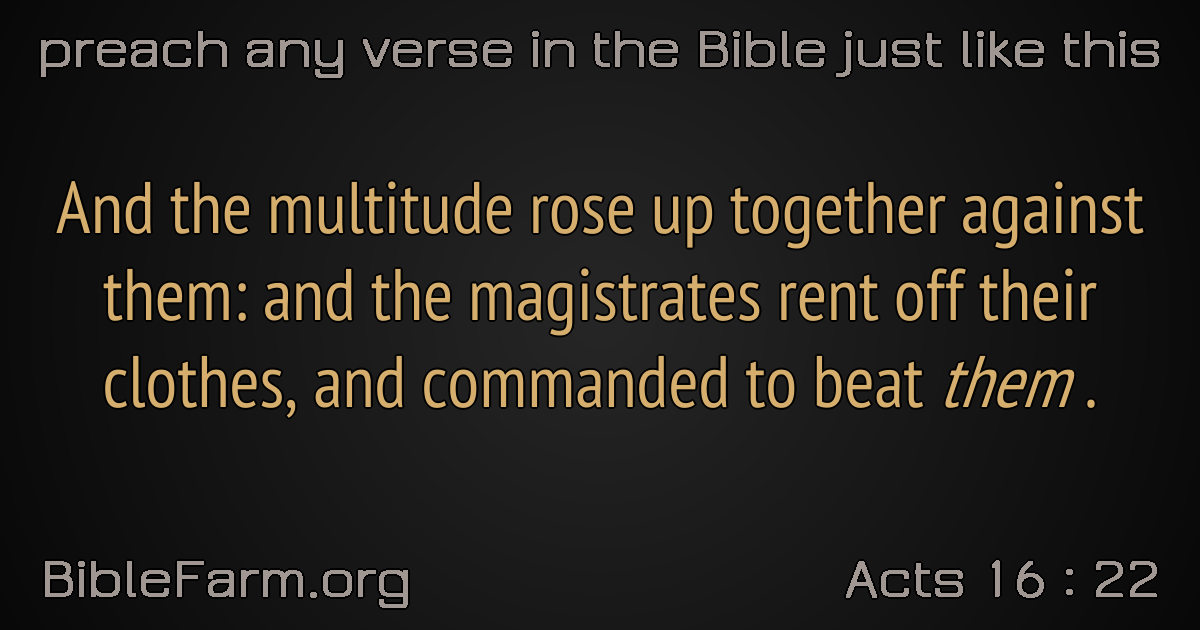 preach any verse in the Bible just like this
And the multitude rose up together against
them: and the magistrates rent off their
clothes, and commanded to beat them .
BibleFarm.org
Acts 16 : 22